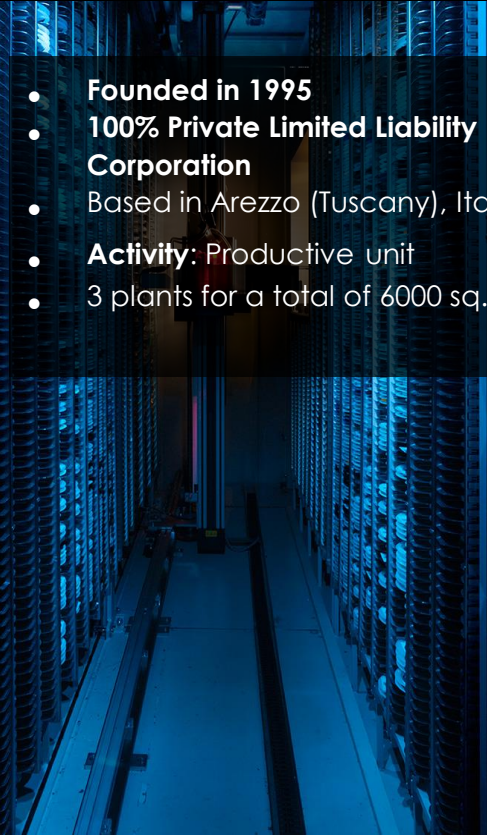 • Founded in 1995
• 100% Private Limited Liability
Corporation
• Based in Arezzo (Tuscany), Ita
• Activity: Productive unit
• 3 plants for a total of 6000 sq.